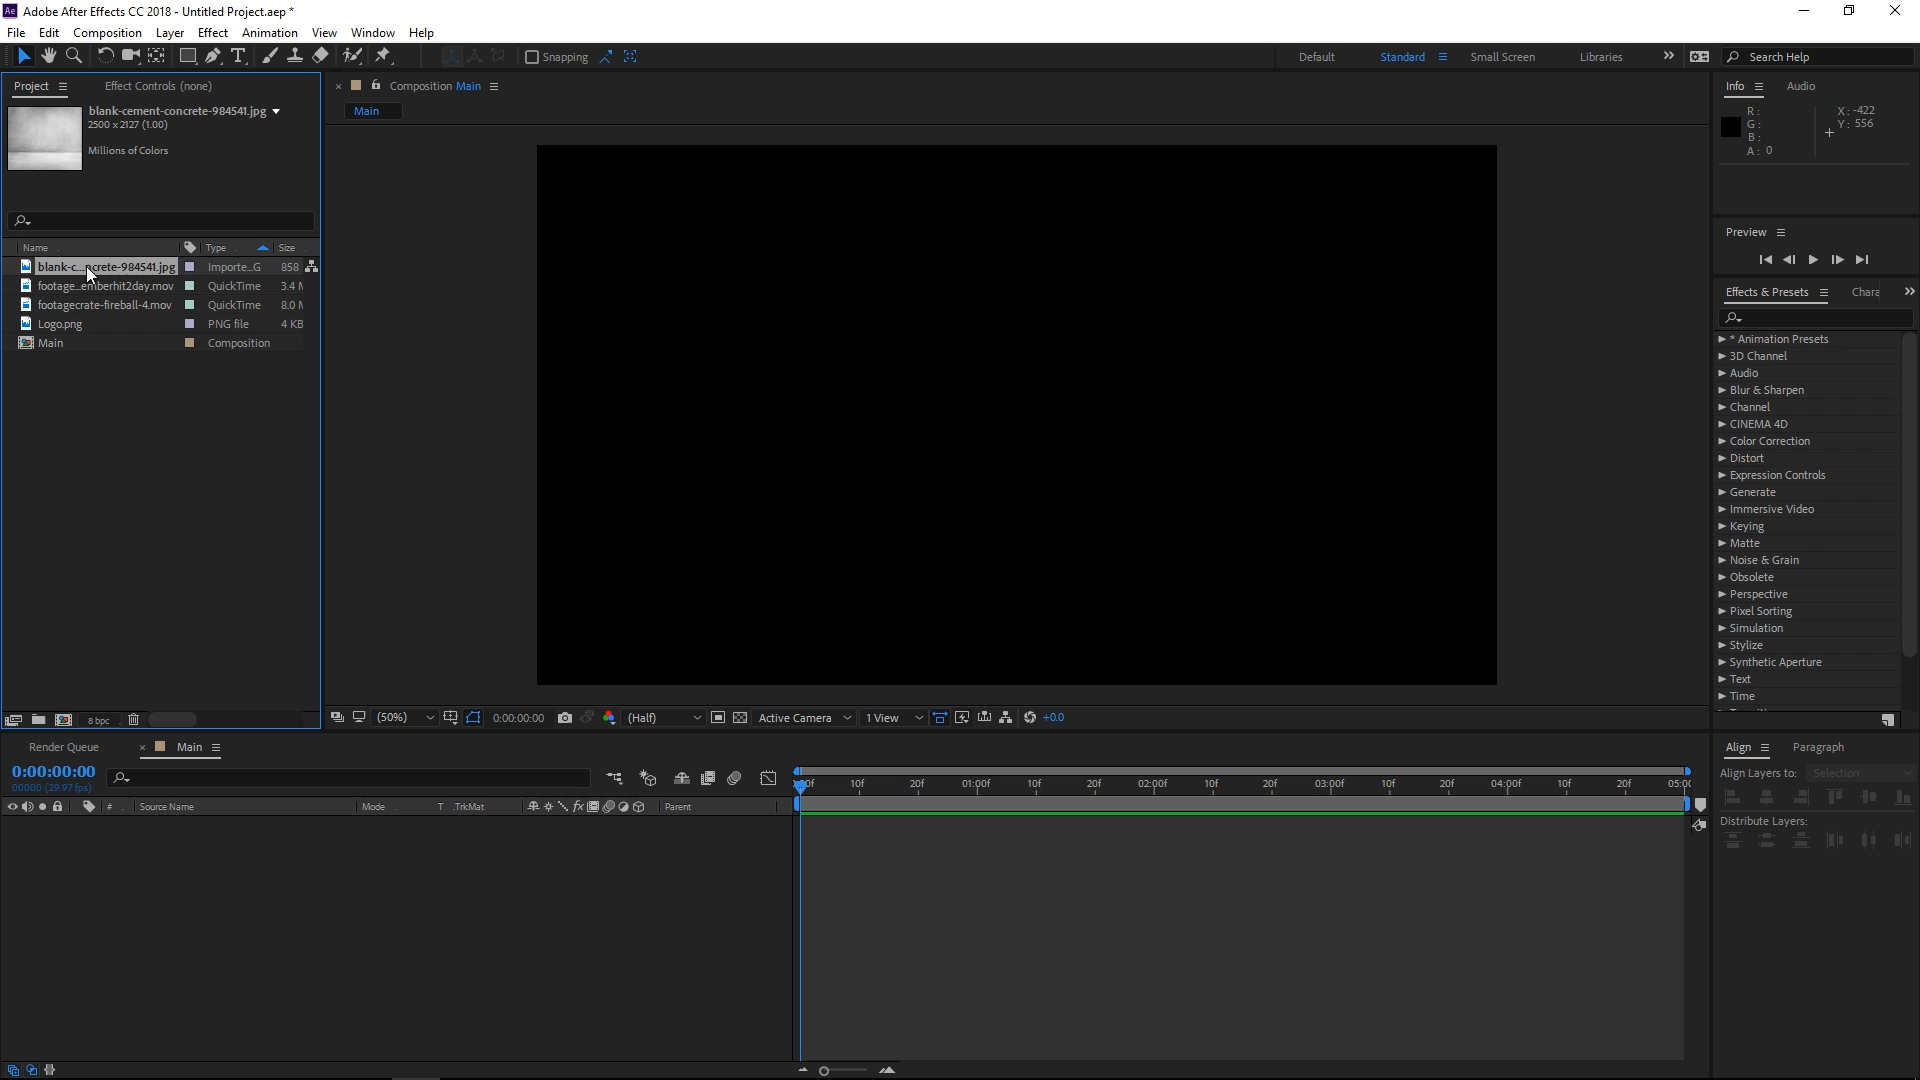 Ae Adobe After Effects CC 2018 - Untitled Project.aep *
File Edit Composition Layer Effect Animation View Window Help
T Snapping Default Standard Small Screen Libraries Search Help
Project Effect Controls (none)
blank-cement-concrete-984541.jpg
2500 x 2127 (1.00)
Millions of Colors
Name Type Size
blank-c...ncrete-984541.jpg Importe...G 858
footage...emberhit2day.mov QuickTime 3.4
footagecrate-fireball-4.mov QuickTime 8.0
Logo.png PNG file 4 KB
Main Composition
8 bpc
Composition Main
Main
(50%) 0:00:00:00 (Half) Active Camera 1 View +0.0
Info Audio
R: X: -422
G: Y: 556
B:
A: 0
Preview
Effects & Presets Chara
* Animation Presets
3D Channel
Audio
Blur & Sharpen
Channel
CINEMA 4D
Color Correction
Distort
Expression Controls
Generate
Immersive Video
Keying
Matte
Noise & Grain
Obsolete
Perspective
Pixel Sorting
Simulation
Stylize
Synthetic Aperture
Text
Time
Render Queue Main
0:00:00:00
00000 (29.97 fps)
# Source Name Mode T .TrkMat Parent
10f 20f 01:00f 10f 20f 02:00f 10f 20f 03:00f 10f 20f 04:00f 10f 20f 05:00
Align Paragraph
Align Layers to: Selection
Distribute Layers: